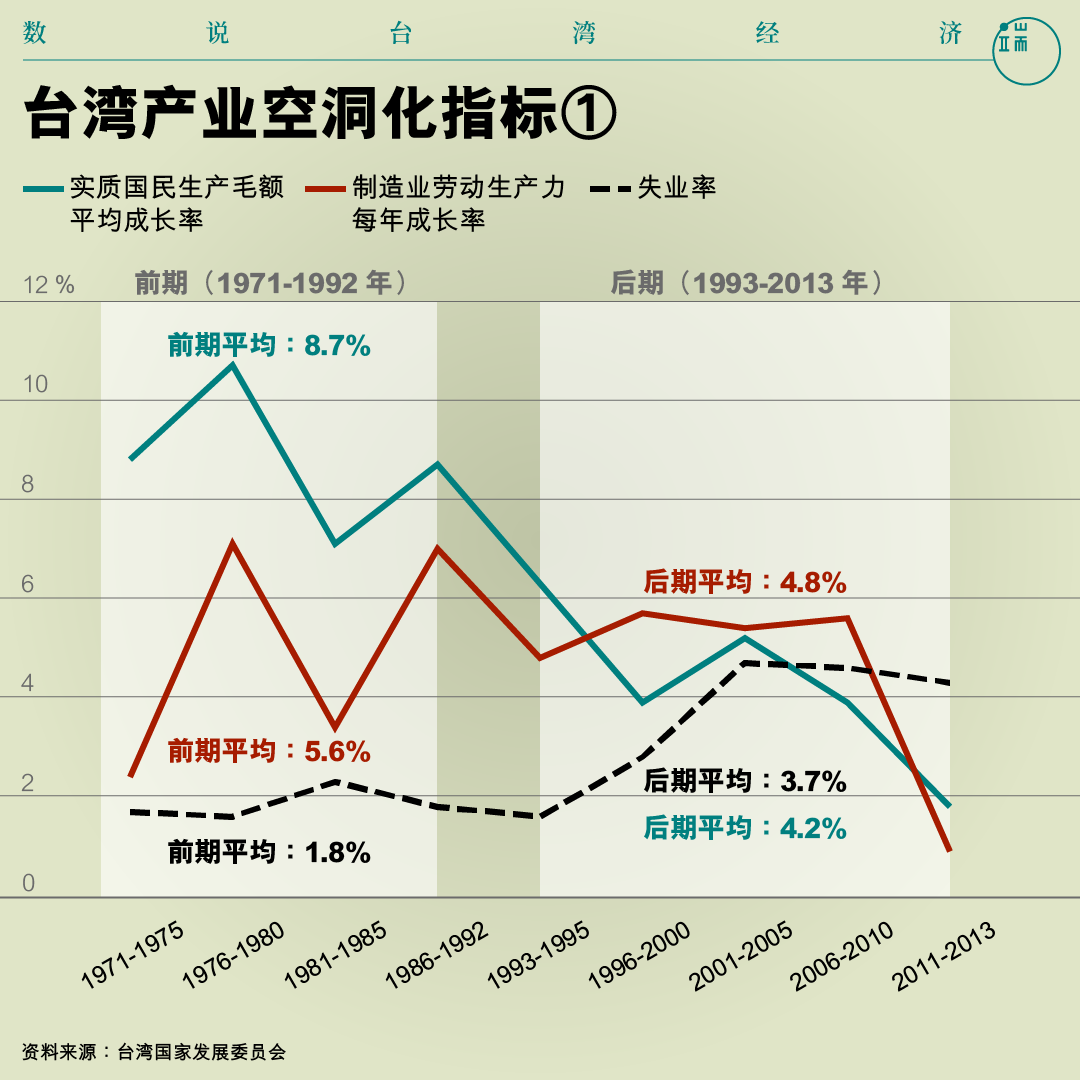 数说台湾经济
端
台湾产业空洞化指标①
实质国民生产毛额
平均成长率
制造业劳动生产力
每年成长率
失业率
12 %
前期（1971-1992 年）
后期（1993-2013 年）
前期平均：8.7%
10
8
6
后期平均：4.8%
4
前期平均：5.6%
2
后期平均：3.7%
后期平均：4.2%
前期平均：1.8%
0
1971-1975
1976-1980
1981-1985
1986-1992
1993-1995
1996-2000
2001-2005
2006-2010
2011-2013
资料来源：台湾国家发展委员会